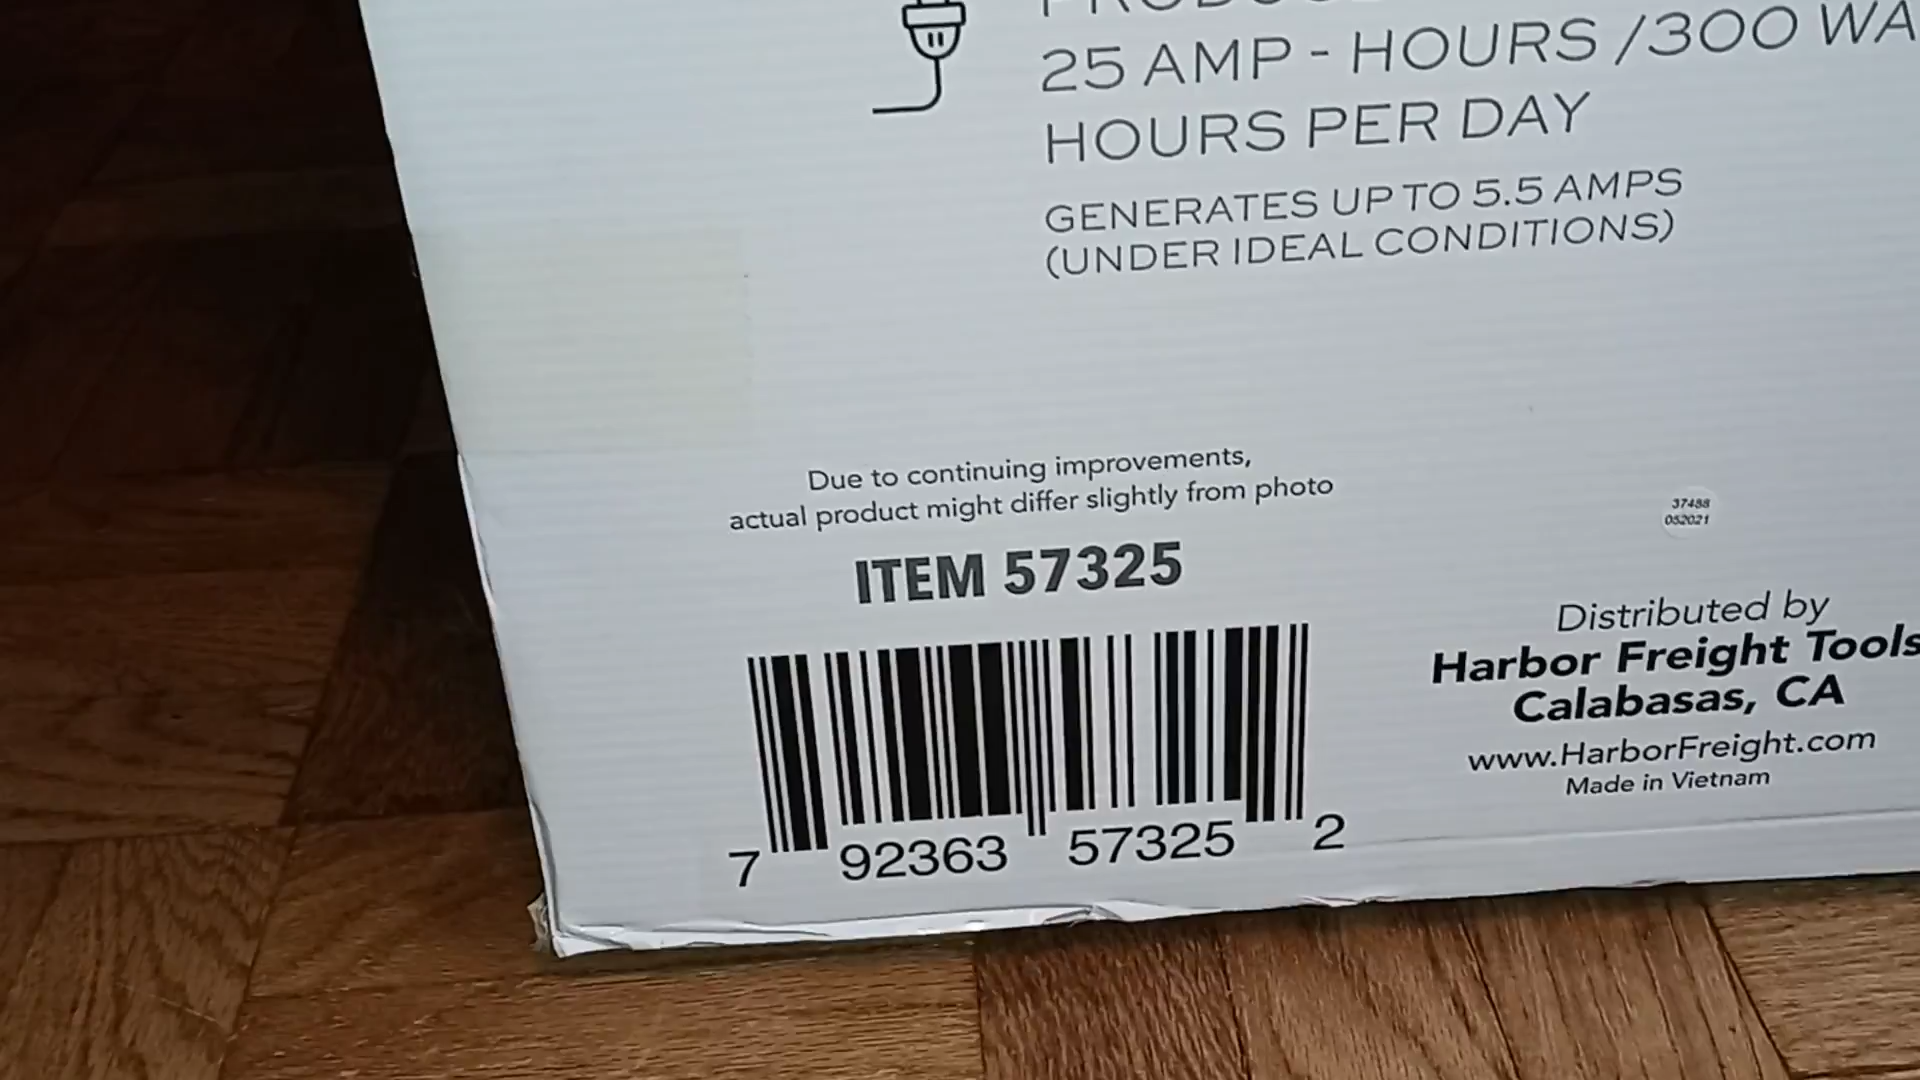 25 AMP - HOURS /300
HOURS PER DAY
GENERATES UP TO 5.5 AMPS
(UNDER IDEAL CONDITIONS)
Due to continuing improvements,
actual product might differ slightly from photo
ITEM 57325
7 92363 57325 2
37488
052021
Distributed by
Harbor Freight Tools
Calabasas, CA
www.HarborFreight.com
Made in Vietnam